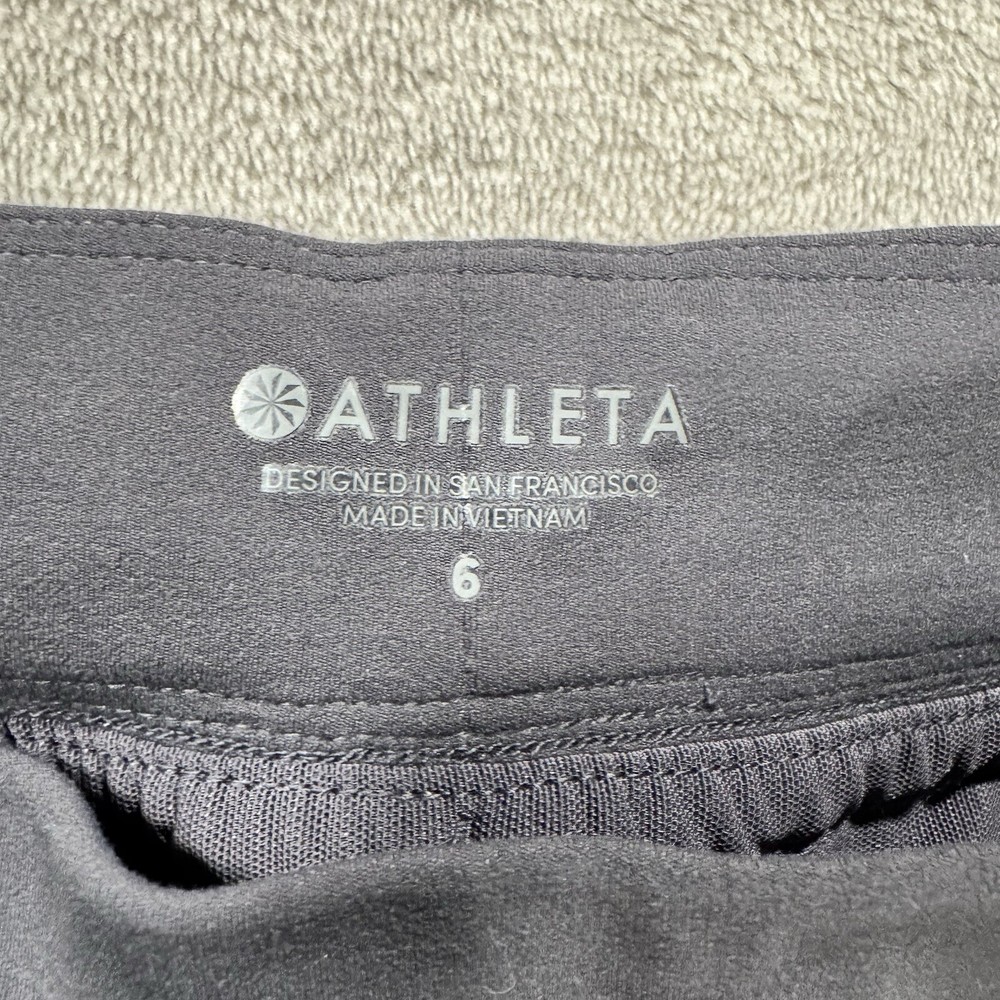 ATHLETA
DESIGNED IN SAN FRANCISCO
MADE IN VIETNAM
6